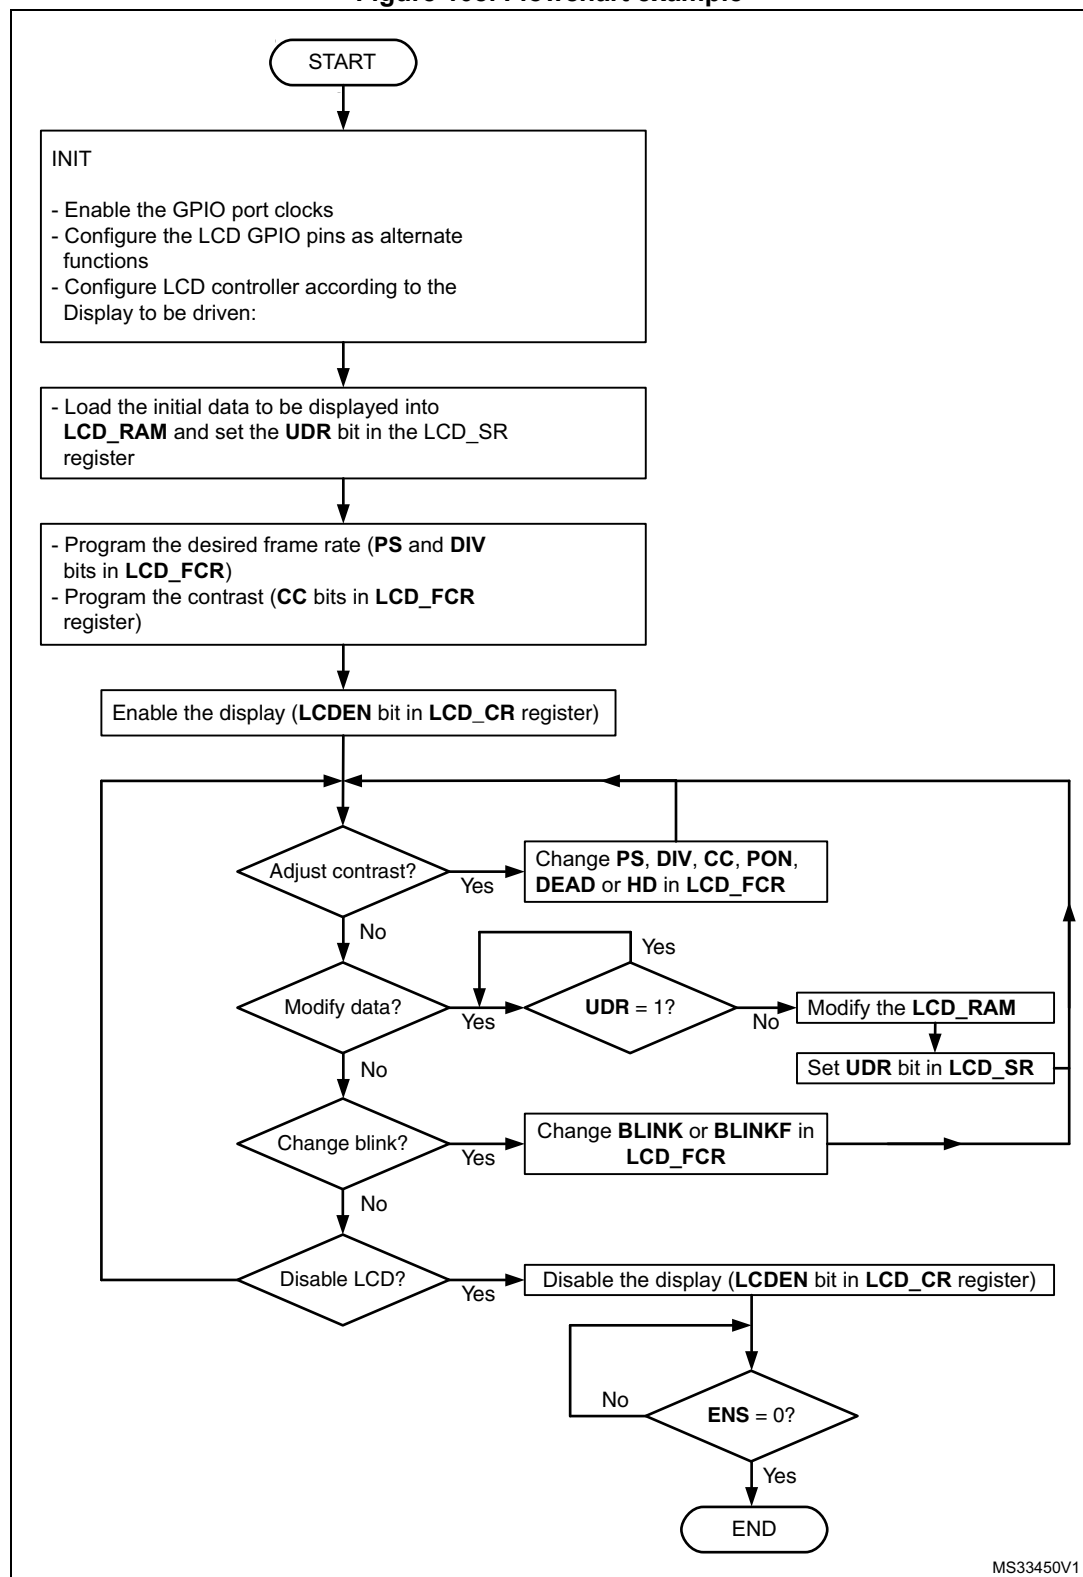 START
INIT
- Enable the GPIO port clocks
- Configure the LCD GPIO pins as alternate
functions
- Configure LCD controller according to the
Display to be driven:
- Load the initial data to be displayed into
LCD_RAM and set the UDR bit in the LCD_SR
register
- Program the desired frame rate (PS and DIV
bits in LCD_FCR)
- Program the contrast (CC bits in LCD_FCR
register)
Enable the display (LCDEN bit in LCD_CR register)
Adjust contrast?
Yes
Change PS, DIV, CC, PON,
DEAD or HD in LCD_FCR
No
Modify data?
Yes
UDR = 1?
Yes
No
Modify the LCD_RAM
Set UDR bit in LCD_SR
No
Change blink?
Yes
Change BLINK or BLINKF in
LCD_FCR
No
Disable LCD?
Yes
Disable the display (LCDEN bit in LCD_CR register)
No
ENS = 0?
Yes
END
MS33450V1